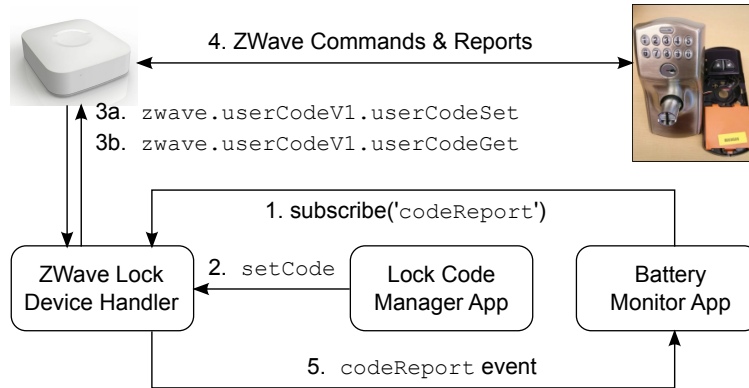 4. ZWave Commands & Reports
3a. zwave.userCodeV1.userCodeSet
3b. zwave.userCodeV1.userCodeGet
1. subscribe('codeReport')
ZWave Lock
Device Handler
2. setCode
Lock Code
Manager App
Battery
Monitor App
5. codeReport event